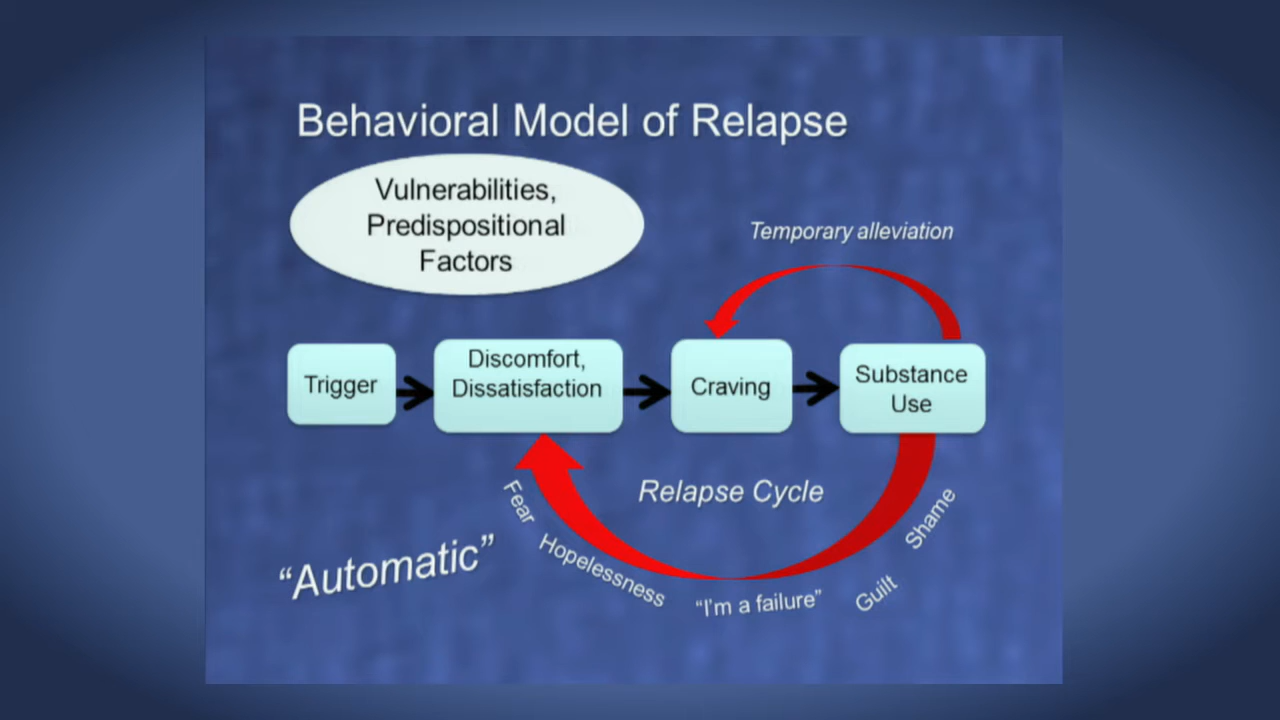 Behavioral Model of Relapse
Vulnerabilities,
Predispositional
Factors
Temporary alleviation
Trigger
Discomfort,
Dissatisfaction
Craving
Substance
Use
Relapse Cycle
Fear
Hopelessness
“I'm a failure”
Guilt
Shame
“Automatic”